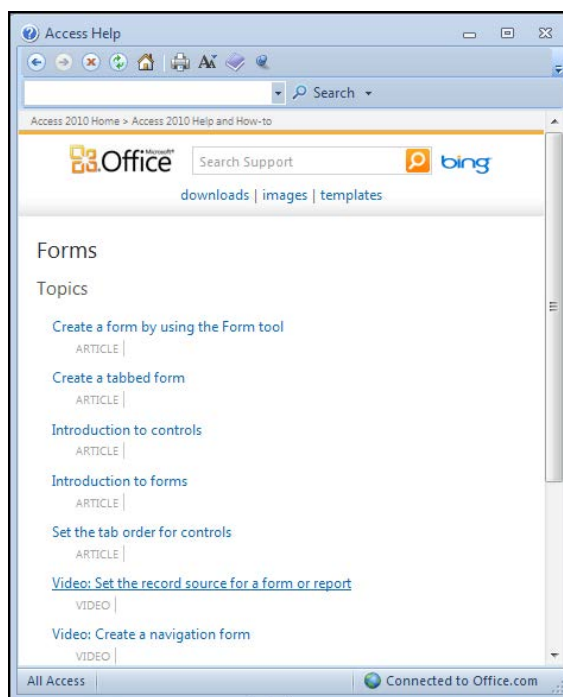 Access Help
Search
Access 2010 Home > Access 2010 Help and How-to
Microsoft® Office Search Support bing
downloads | images | templates
Forms
Topics
Create a form by using the Form tool
ARTICLE |
Create a tabbed form
ARTICLE |
Introduction to controls
ARTICLE |
Introduction to forms
ARTICLE |
Set the tab order for controls
ARTICLE |
Video: Set the record source for a form or report
VIDEO |
Video: Create a navigation form
VIDEO |
All Access Connected to Office.com